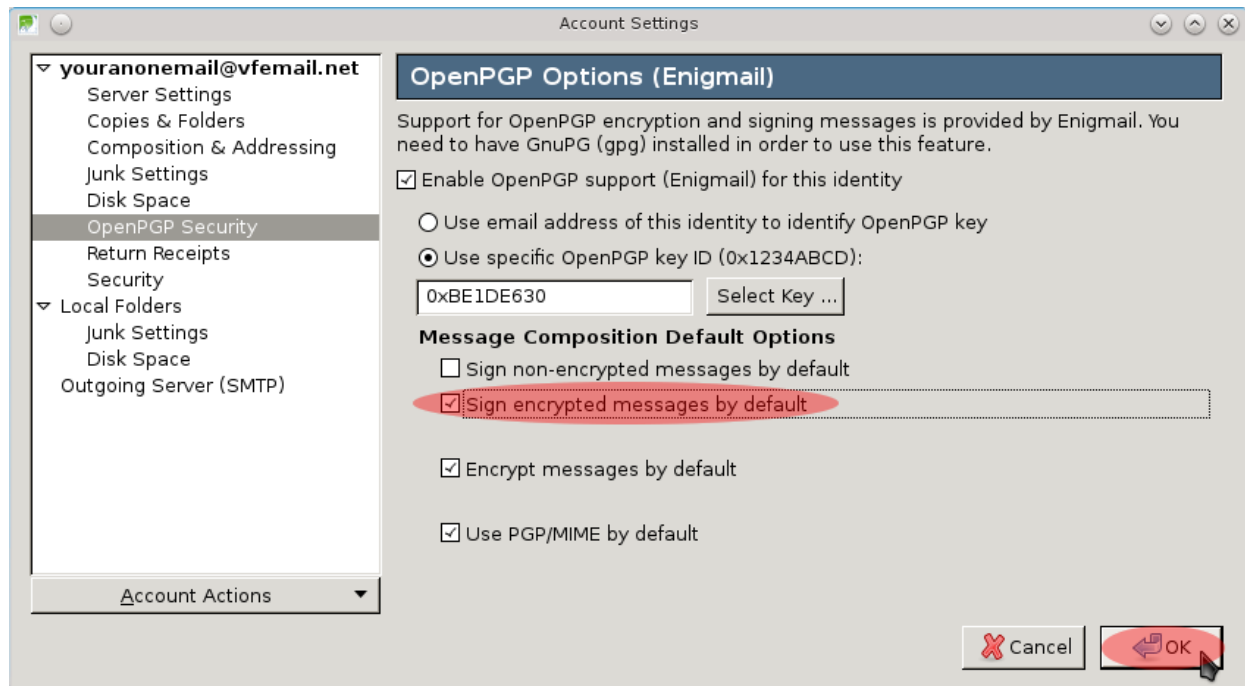 Account Settings
youranonemail@vfemail.net
Server Settings
Copies & Folders
Composition & Addressing
Junk Settings
Disk Space
OpenPGP Security
Return Receipts
Security
Local Folders
Junk Settings
Disk Space
Outgoing Server (SMTP)
Account Actions
OpenPGP Options (Enigmail)
Support for OpenPGP encryption and signing messages is provided by Enigmail. You
need to have GnuPG (gpg) installed in order to use this feature.
Enable OpenPGP support (Enigmail) for this identity
Use email address of this identity to identify OpenPGP key
Use specific OpenPGP key ID (0x1234ABCD):
0xBE1DE630
Select Key ...
Message Composition Default Options
Sign non-encrypted messages by default
Sign encrypted messages by default
Encrypt messages by default
Use PGP/MIME by default
Cancel
OK